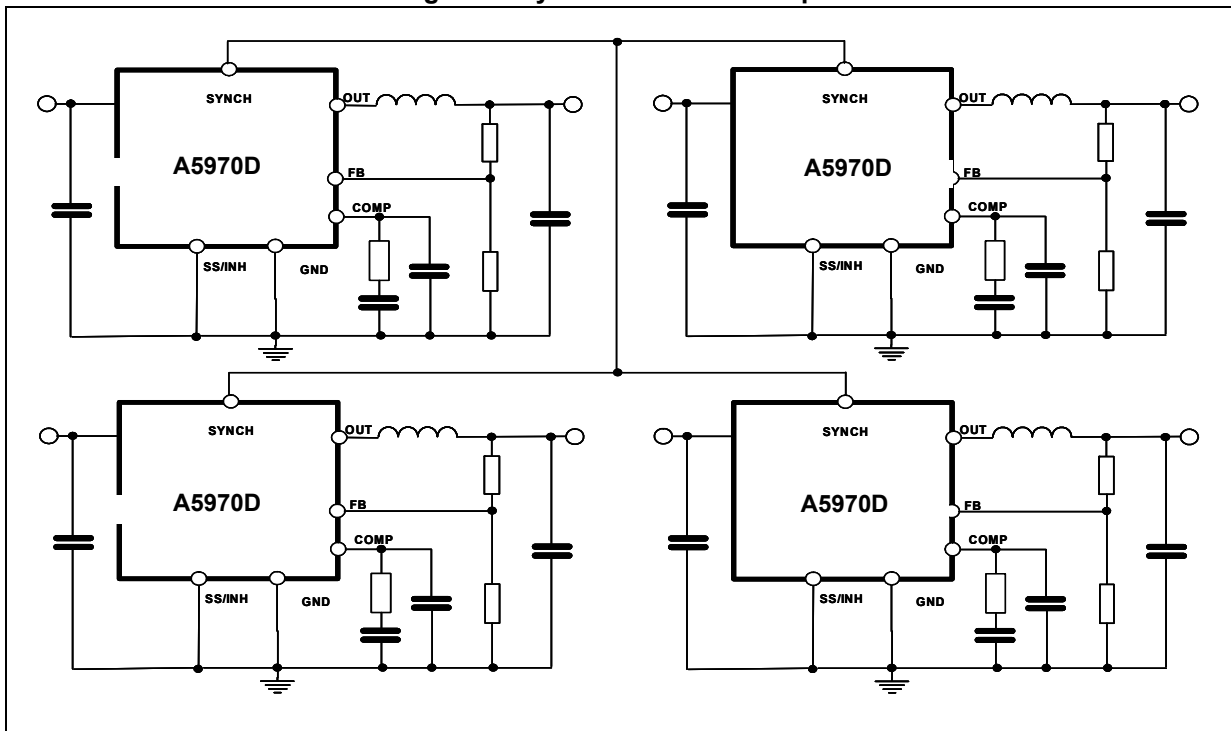 SYNCH
OUT
A5970D
FB
COMP
SS/INH
GND
SYNCH
OUT
A5970D
FB
COMP
SS/INH
GND
SYNCH
OUT
A5970D
FB
COMP
SS/INH
GND
SYNCH
OUT
A5970D
FB
COMP
SS/INH
GND